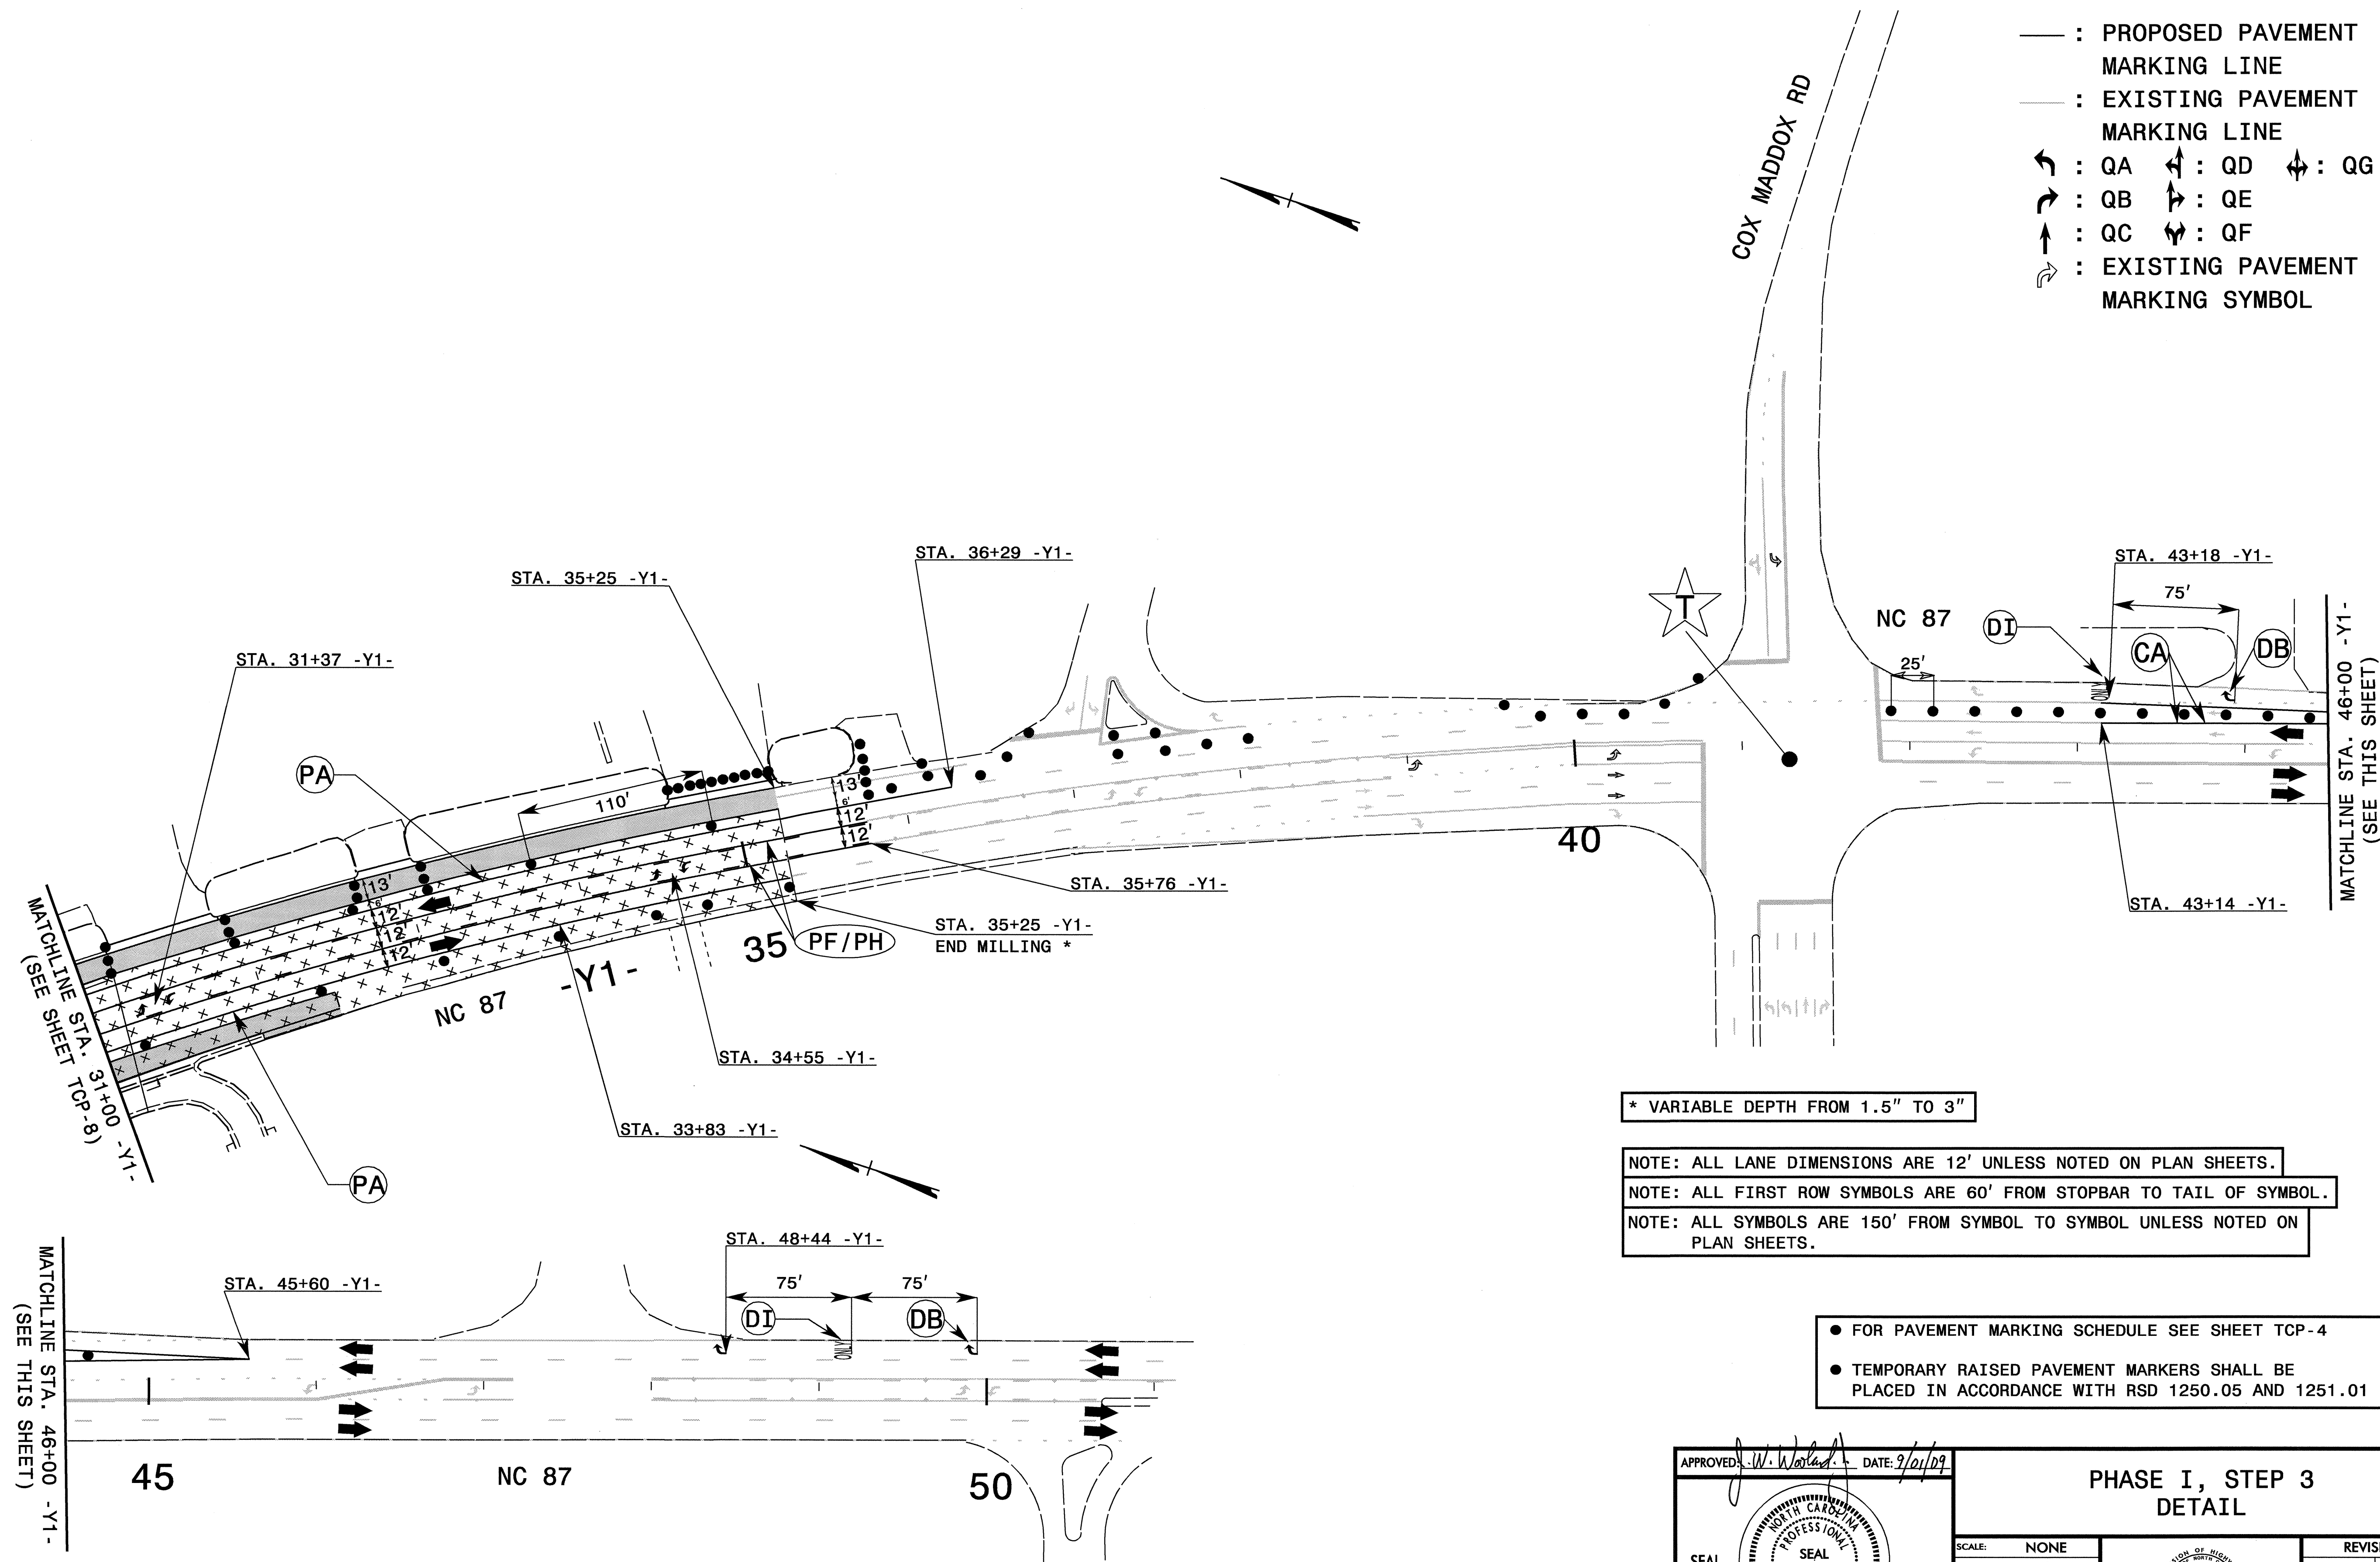 : PROPOSED PAVEMENT
MARKING LINE
: EXISTING PAVEMENT
MARKING LINE
: QA : QD : QG
: QB : QE
: QC : QF
: EXISTING PAVEMENT
MARKING SYMBOL
COX MADDOX RD
STA. 36+29 -Y1-
STA. 35+25 -Y1-
STA. 31+37 -Y1-
STA. 43+18 -Y1-
75'
T
NC 87
DI
CA
DB
25'
MATCHLINE STA. 46+00 -Y1-
(SEE THIS SHEET)
PA
110'
13'
6'
12'
12'
13'
6'
12'
12'
12'
40
STA. 35+76 -Y1-
STA. 43+14 -Y1-
ONLY
35
PF/PH
STA. 35+25 -Y1-
END MILLING *
-Y1-
NC 87
MATCHLINE STA. 31+00 -Y1-
(SEE SHEET TCP-8)
STA. 34+55 -Y1-
STA. 33+83 -Y1-
PA
* VARIABLE DEPTH FROM 1.5" TO 3"
NOTE: ALL LANE DIMENSIONS ARE 12' UNLESS NOTED ON PLAN SHEETS.
NOTE: ALL FIRST ROW SYMBOLS ARE 60' FROM STOPBAR TO TAIL OF SYMBOL.
NOTE: ALL SYMBOLS ARE 150' FROM SYMBOL TO SYMBOL UNLESS NOTED ON
PLAN SHEETS.
MATCHLINE STA. 46+00 -Y1-
(SEE THIS SHEET)
STA. 48+44 -Y1-
STA. 45+60 -Y1-
75'
75'
DI
DB
ONLY
45
NC 87
50
● FOR PAVEMENT MARKING SCHEDULE SEE SHEET TCP-4
● TEMPORARY RAISED PAVEMENT MARKERS SHALL BE
PLACED IN ACCORDANCE WITH RSD 1250.05 AND 1251.01
APPROVED: J.W. DATE: 9/01/09
PHASE I, STEP 3
DETAIL
NORTH CAROLINA
PROFESSIONAL
SEAL
SEAL
SCALE: NONE